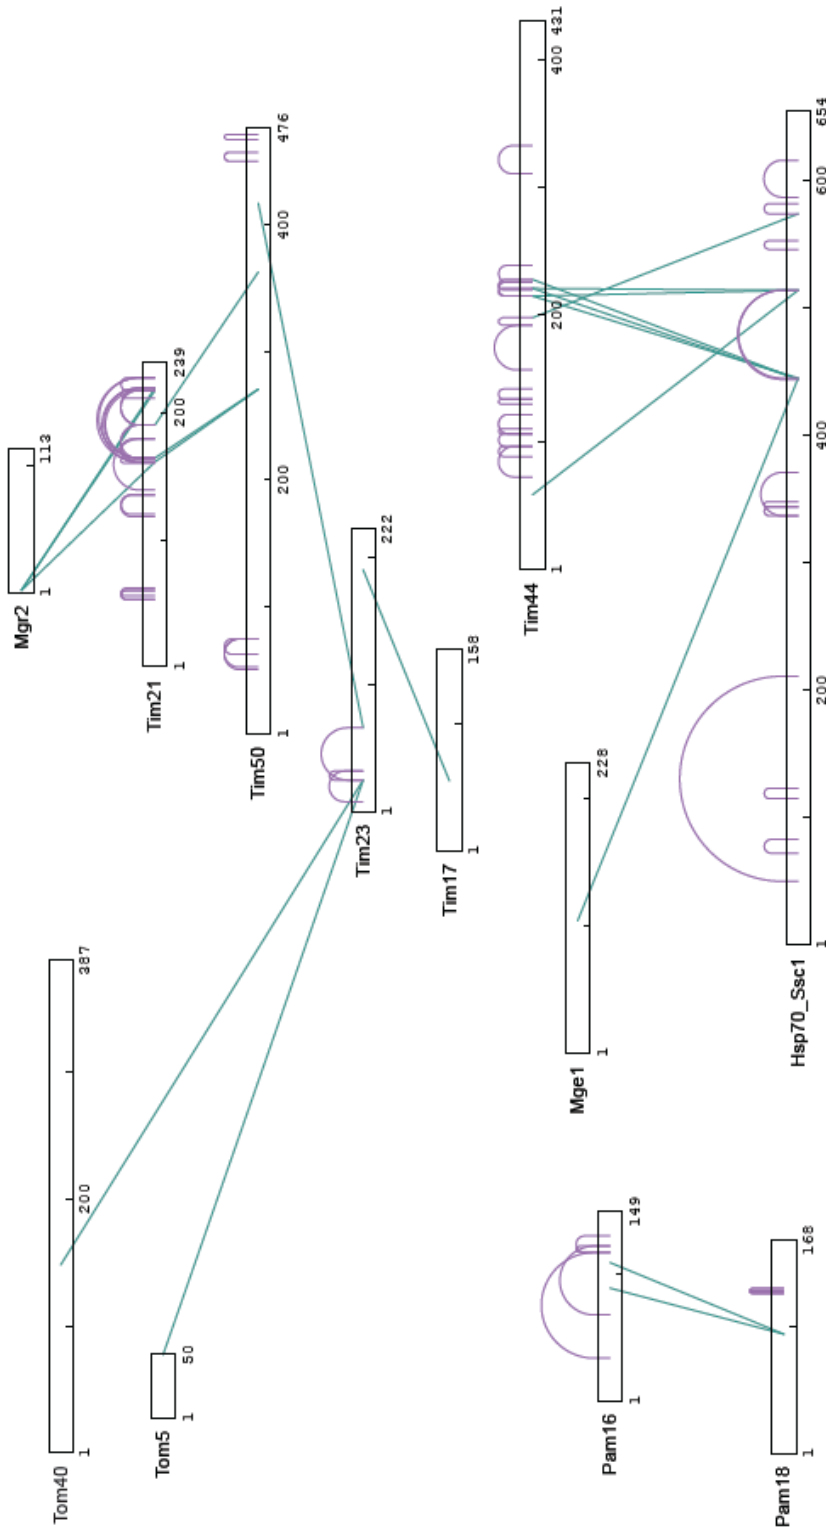 Mgr2
1 113
Tom40
1 200 387
Tim21
1 200 239
Tom5
1 50
Tim50
1 200 400 476
Tim23
1 222
Tim17
1 158
Tim44
1 200 400 431
Mge1
1 228
Pam16
1 149
Hsp70_Ssc1
1 200 400 600 654
Pam18
1 168